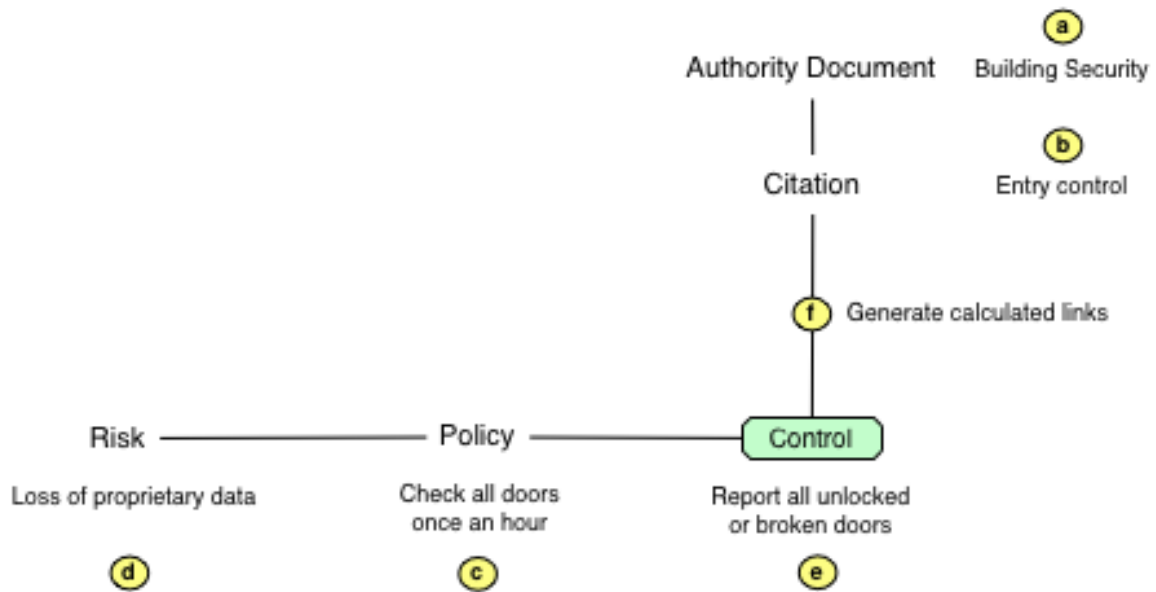 a
Authority Document
Building Security
b
Citation
Entry control
f
Generate calculated links
Risk
Policy
Control
Loss of proprietary data
Check all doors
once an hour
Report all unlocked
or broken doors
d
c
e